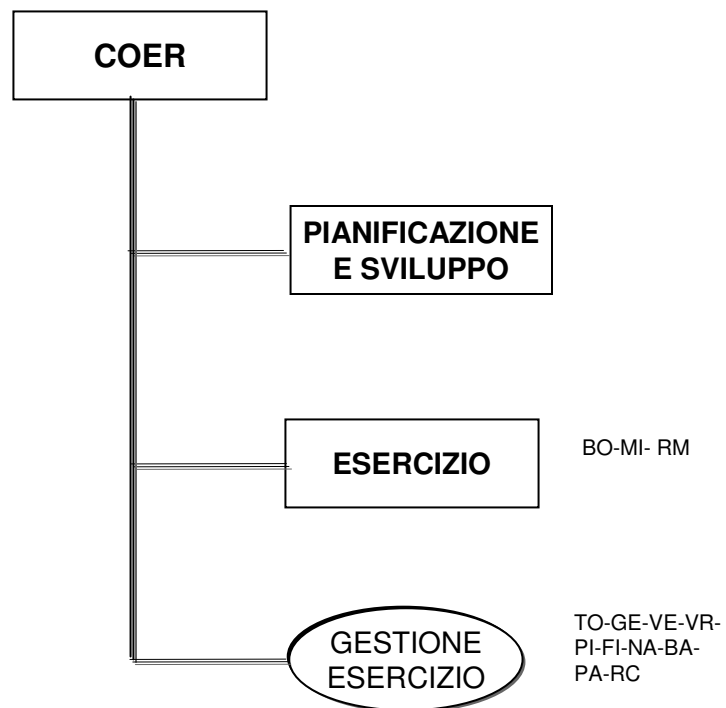 COER
PIANIFICAZIONE
E SVILUPPO
ESERCIZIO
BO-MI- RM
GESTIONE
ESERCIZIO
TO-GE-VE-VR-
PI-FI-NA-BA-
PA-RC